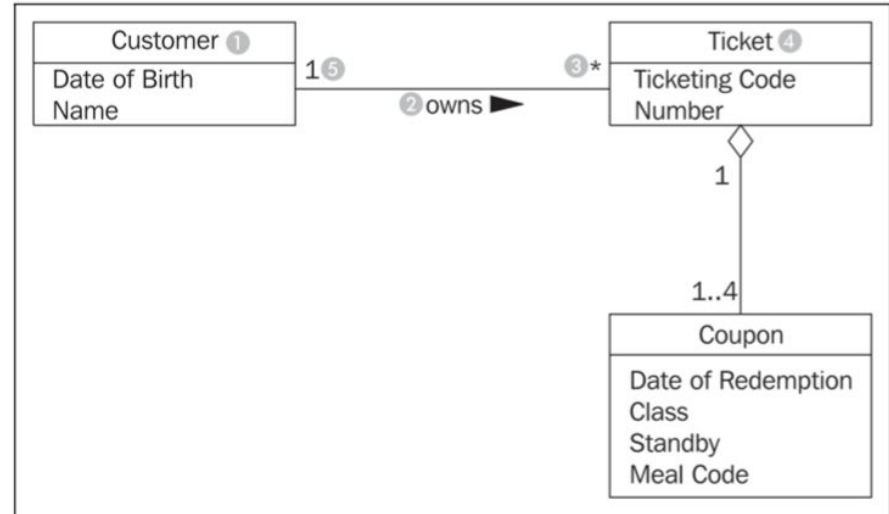 Customer 1
Date of Birth
Name
1 5
2 owns
3 *
Ticket 4
Ticketing Code
Number
1
1..4
Coupon
Date of Redemption
Class
Standby
Meal Code